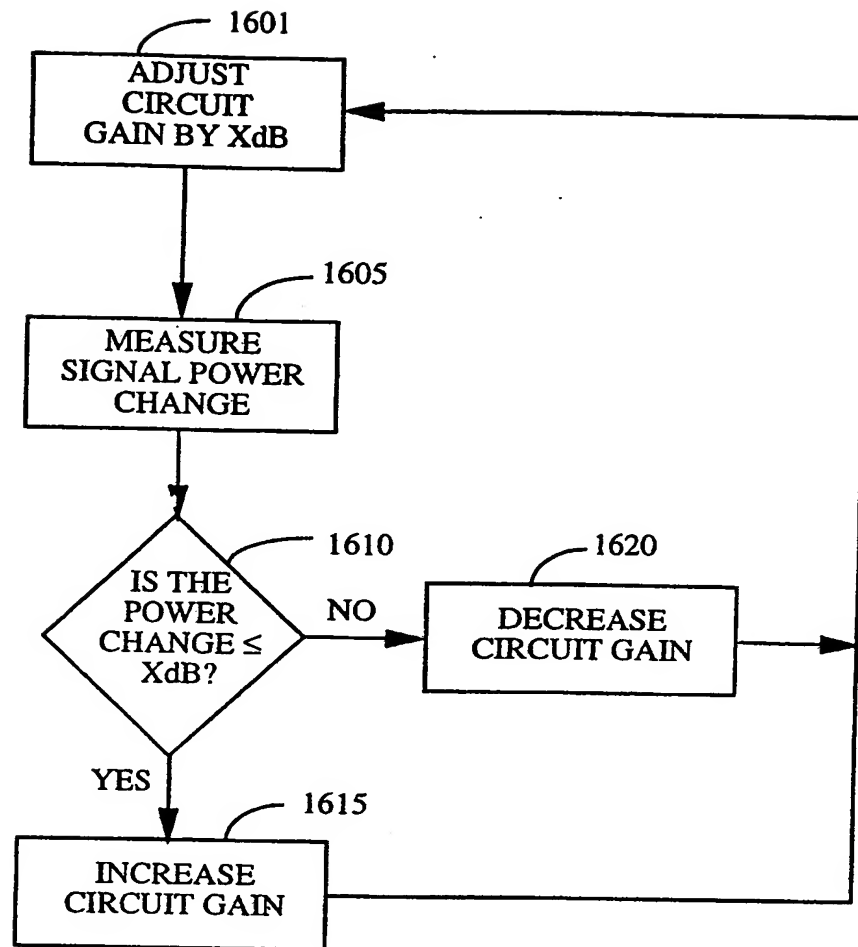 1601
ADJUST
CIRCUIT
GAIN BY XdB
1605
MEASURE
SIGNAL POWER
CHANGE
1610
IS THE
POWER
CHANGE ≤
XdB?
NO
1620
DECREASE
CIRCUIT GAIN
YES
1615
INCREASE
CIRCUIT GAIN